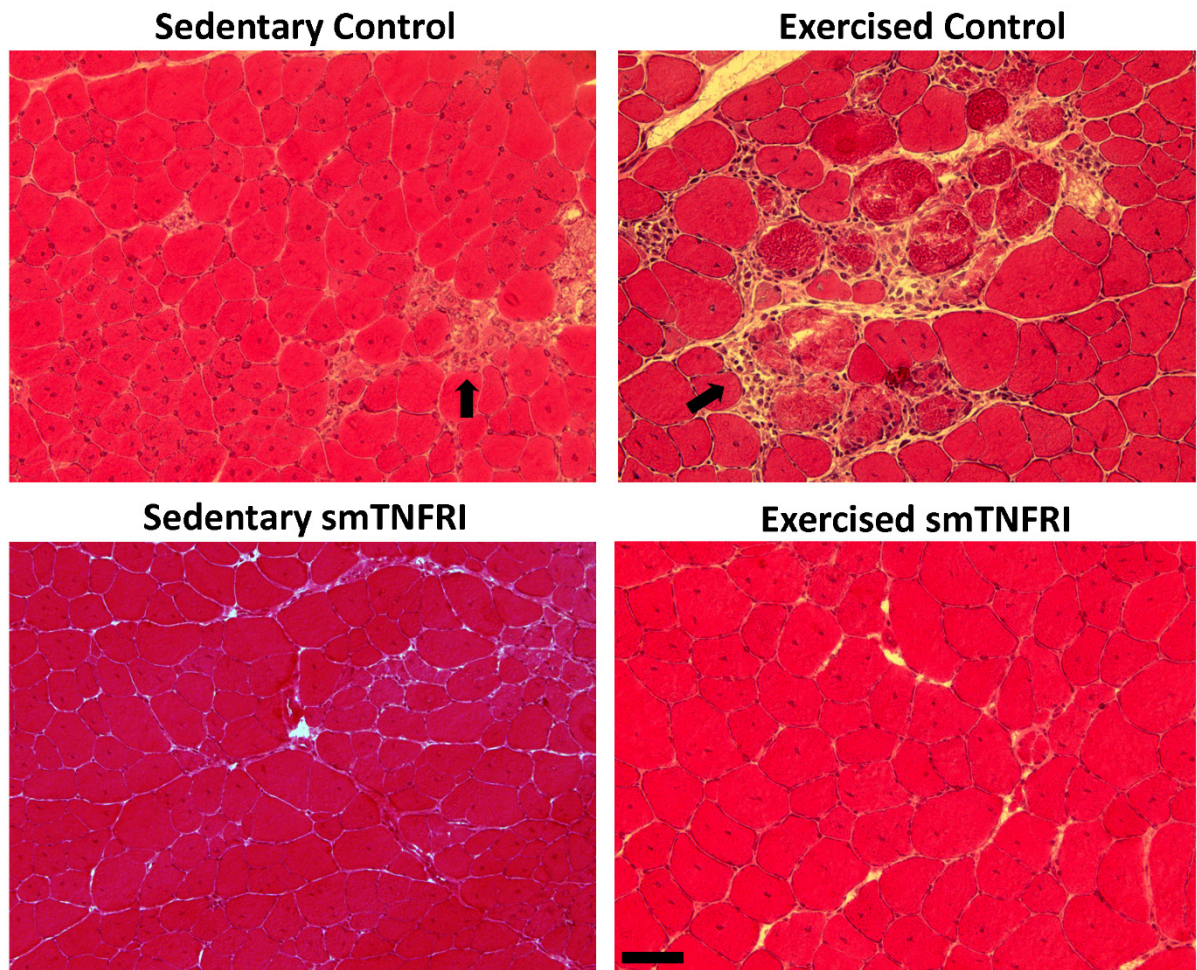 Sedentary Control
Exercised Control
Sedentary smTNFRI
Exercised smTNFRI